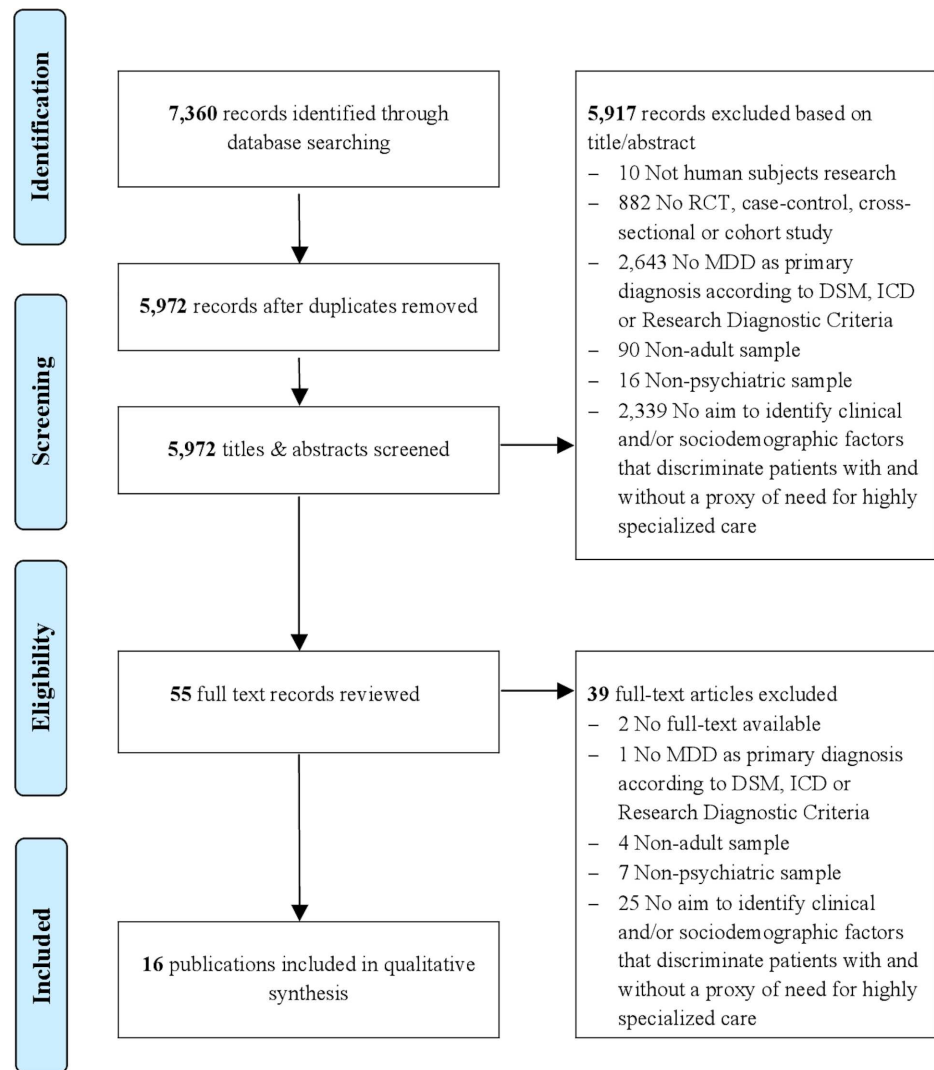 Identification
7,360 records identified through
database searching
5,917 records excluded based on
title/abstract
– 10 Not human subjects research
– 882 No RCT, case-control, cross-
sectional or cohort study
– 2,643 No MDD as primary
diagnosis according to DSM, ICD
or Research Diagnostic Criteria
– 90 Non-adult sample
– 16 Non-psychiatric sample
– 2,339 No aim to identify clinical
and/or sociodemographic factors
that discriminate patients with and
without a proxy of need for highly
specialized care
Screening
5,972 records after duplicates removed
5,972 titles & abstracts screened
Eligibility
55 full text records reviewed
39 full-text articles excluded
– 2 No full-text available
– 1 No MDD as primary diagnosis
according to DSM, ICD or
Research Diagnostic Criteria
– 4 Non-adult sample
– 7 Non-psychiatric sample
– 25 No aim to identify clinical
and/or sociodemographic factors
that discriminate patients with and
without a proxy of need for highly
specialized care
Included
16 publications included in qualitative
synthesis